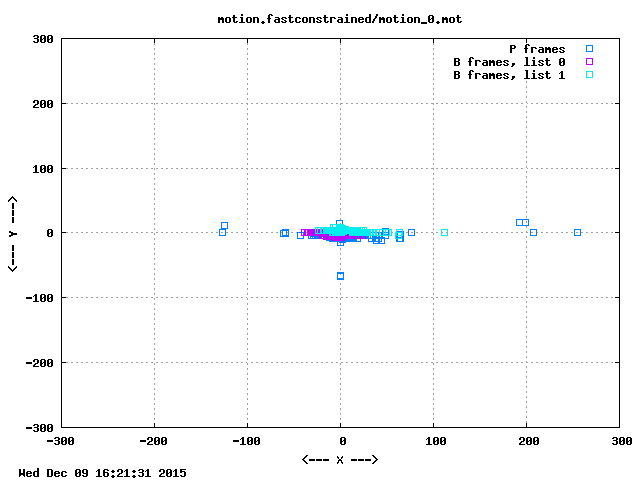 motion.fastconstrained/motion_0.mot
P frames
B frames, list 0
B frames, list 1
300
200
100
0
-100
-200
-300
<--- Y --->
-300 -200 -100 0 100 200 300
<--- X --->
Wed Dec 09 16:21:31 2015